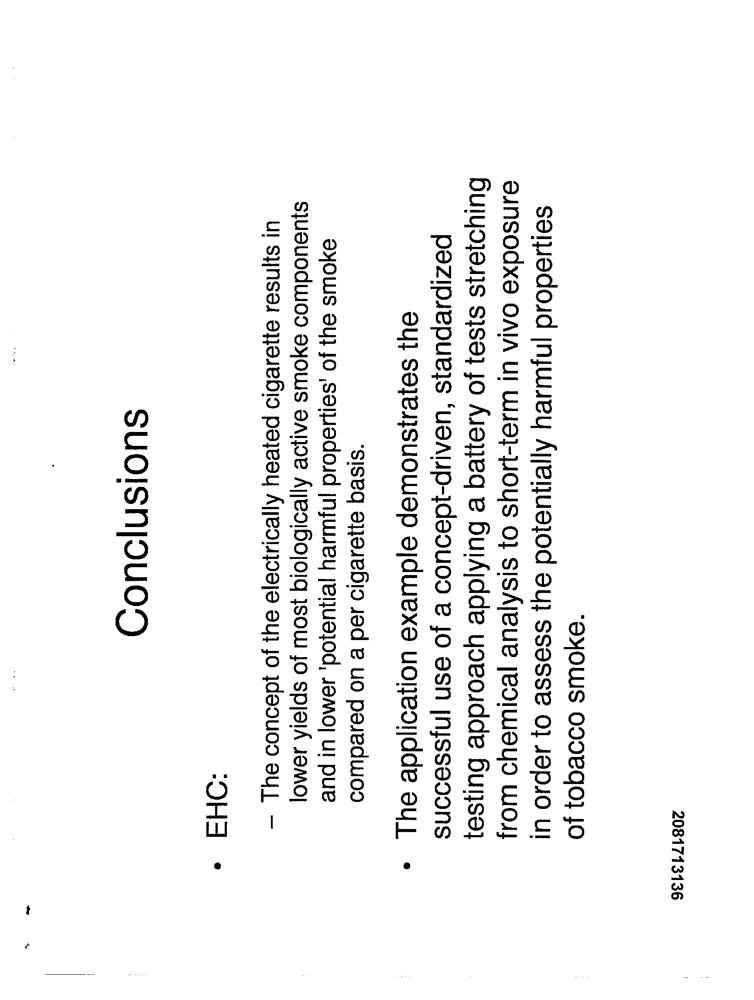 Conclusions
• EHC:
– The concept of the electrically heated cigarette results in
lower yields of most biologically active smoke components
and in lower 'potential harmful properties' of the smoke
compared on a per cigarette basis.
• The application example demonstrates the
successful use of a concept-driven, standardized
testing approach applying a battery of tests stretching
from chemical analysis to short-term in vivo exposure
in order to assess the potentially harmful properties
of tobacco smoke.
2081713136